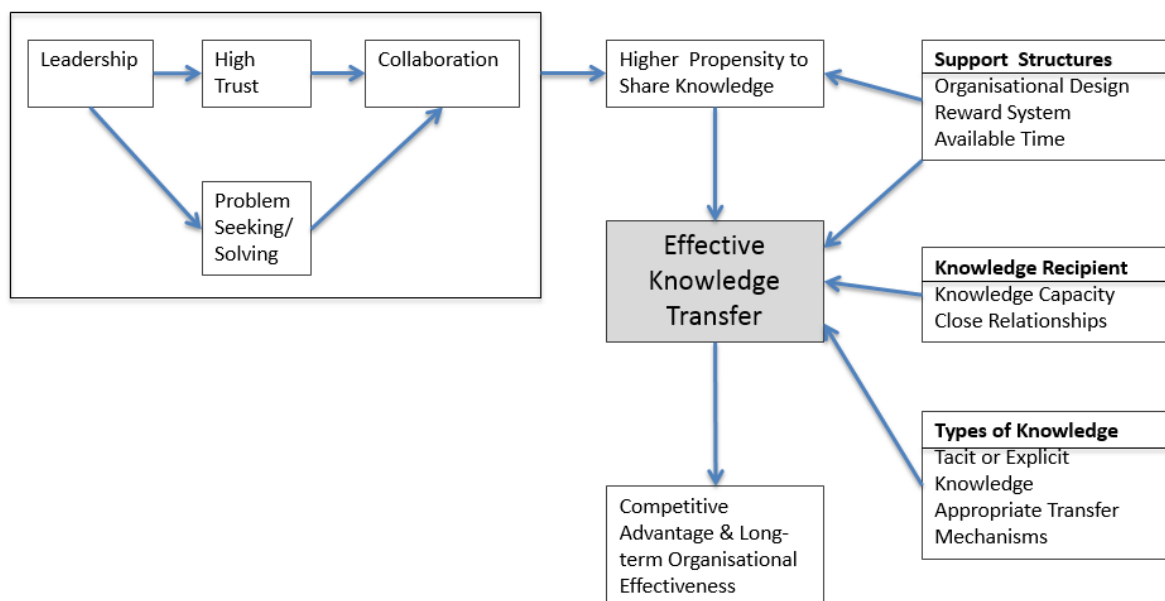 Leadership
High
Trust
Collaboration
Problem
Seeking/
Solving
Higher Propensity to
Share Knowledge
Support Structures
Organisational Design
Reward System
Available Time
Effective
Knowledge
Transfer
Knowledge Recipient
Knowledge Capacity
Close Relationships
Types of Knowledge
Tacit or Explicit
Knowledge
Appropriate Transfer
Mechanisms
Competitive
Advantage & Long-
term Organisational
Effectiveness